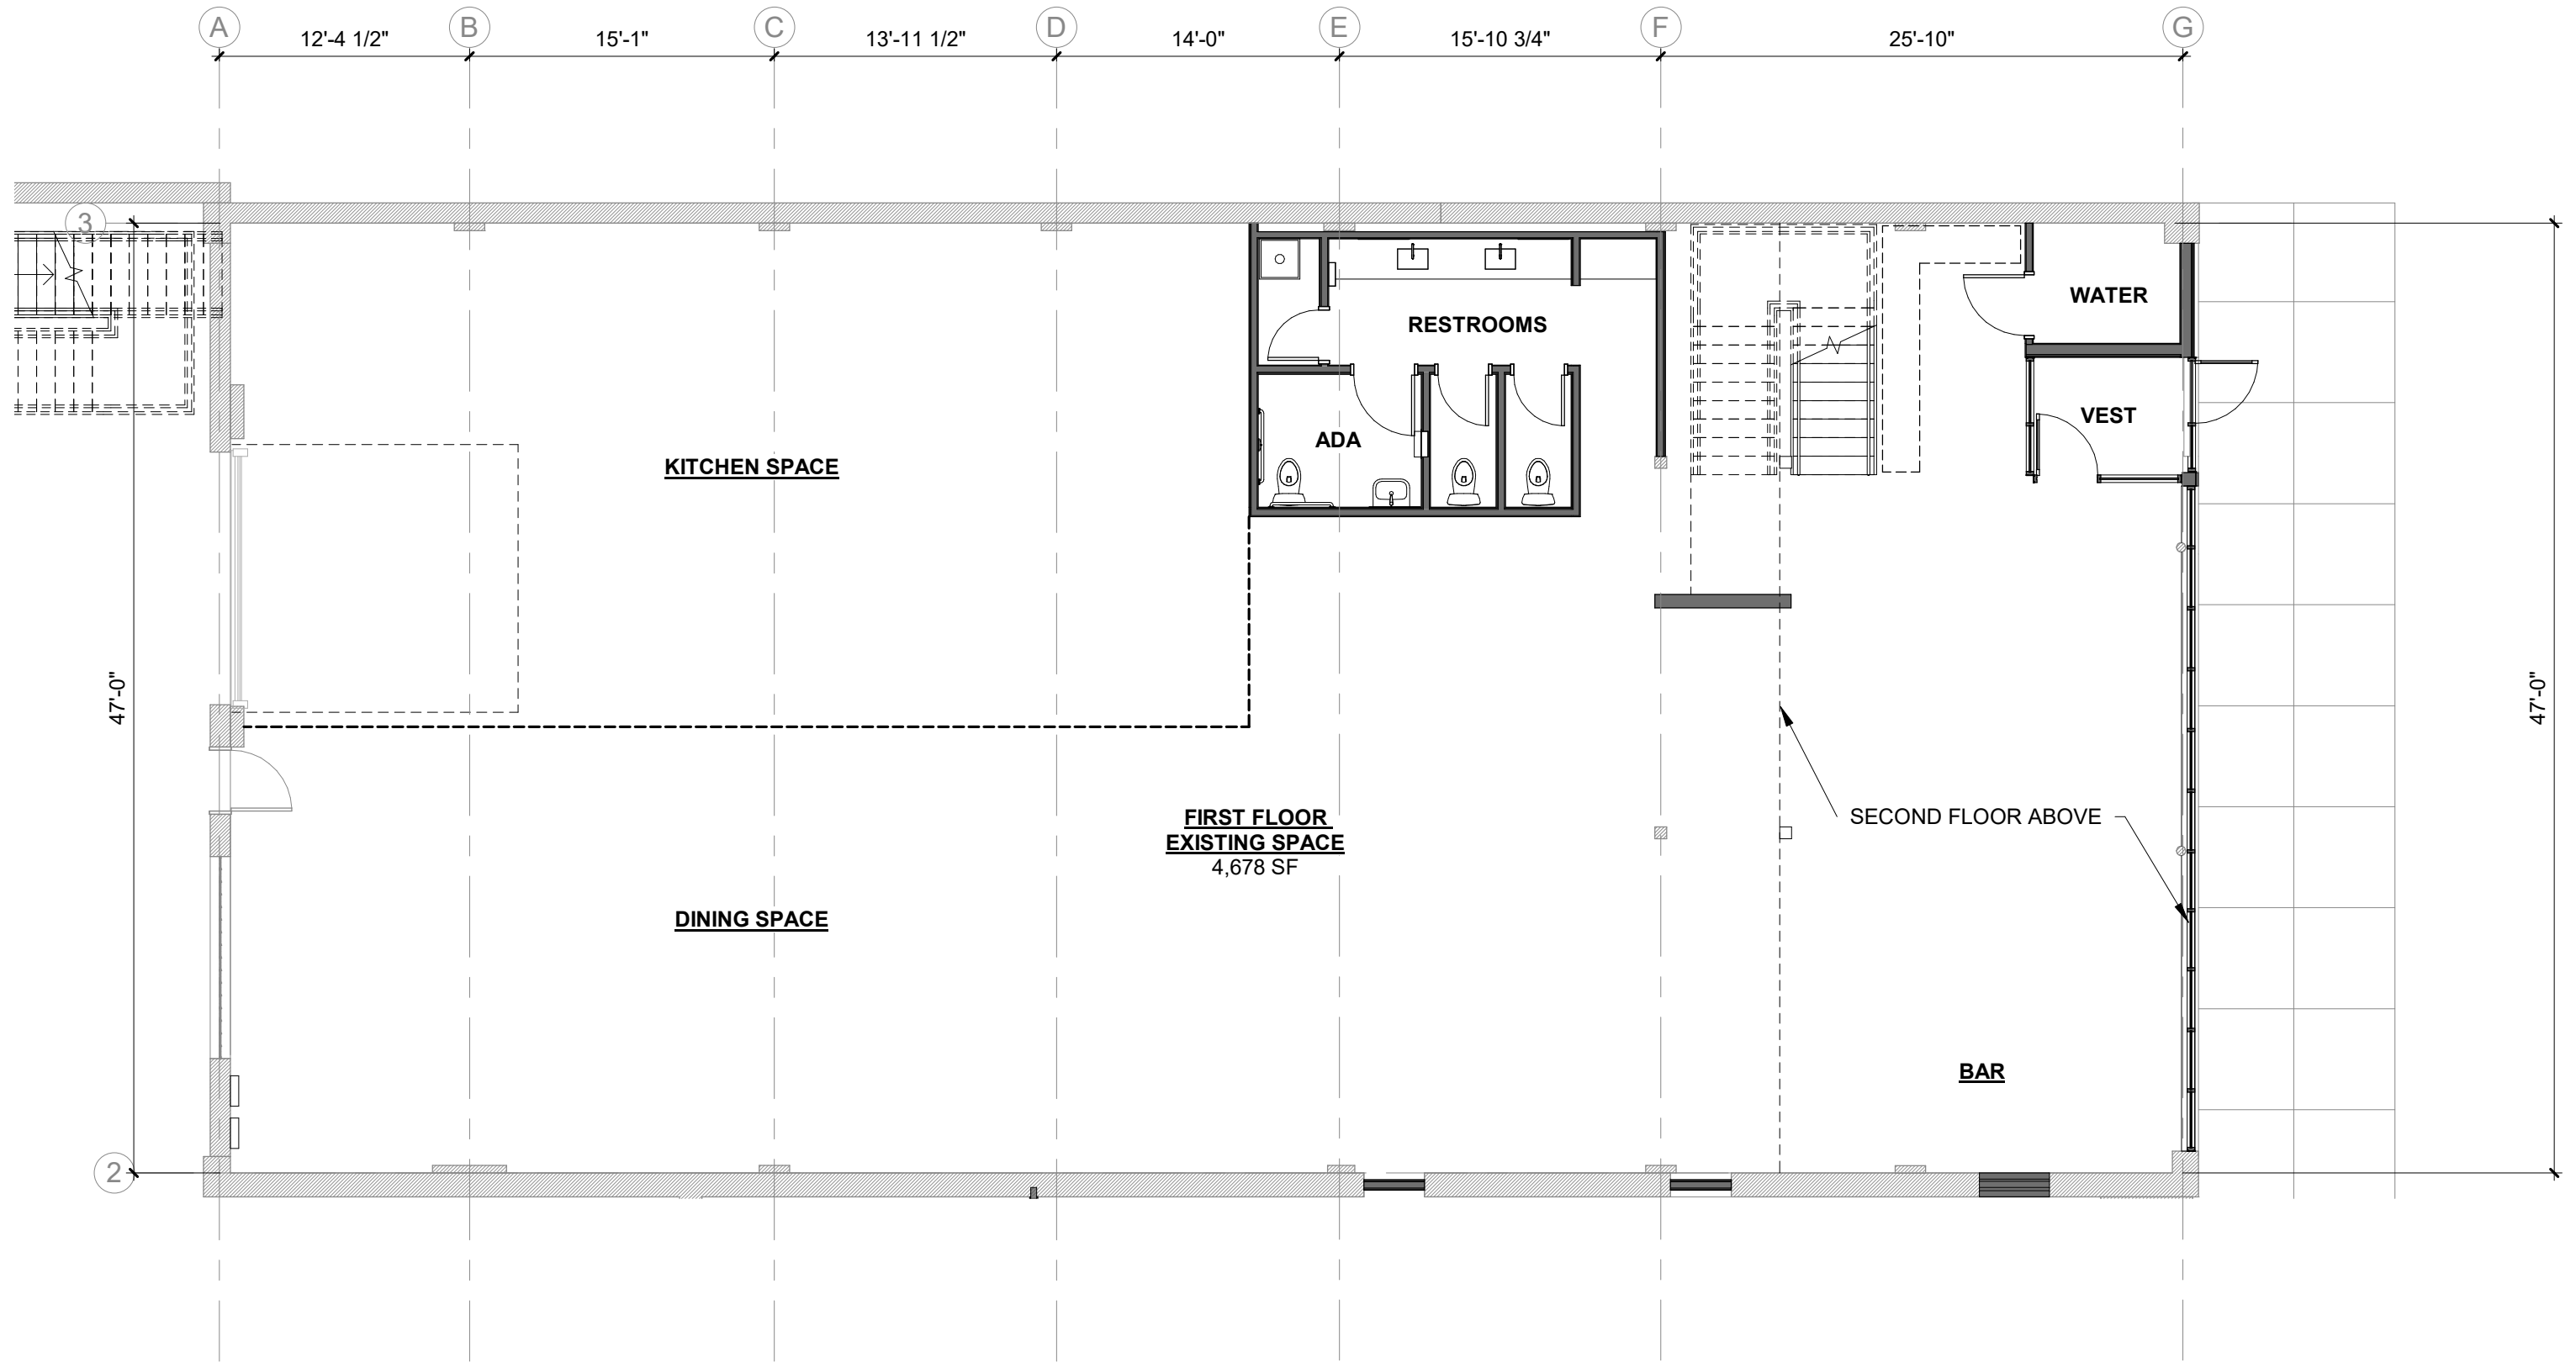 A
B
C
D
E
F
G
12'-4 1/2"
15'-1"
13'-11 1/2"
14'-0"
15'-10 3/4"
25'-10"
3
WATER
RESTROOMS
VEST
ADA
KITCHEN SPACE
47'-0"
47'-0"
FIRST FLOOR
EXISTING SPACE
4,678 SF
SECOND FLOOR ABOVE
DINING SPACE
BAR
2